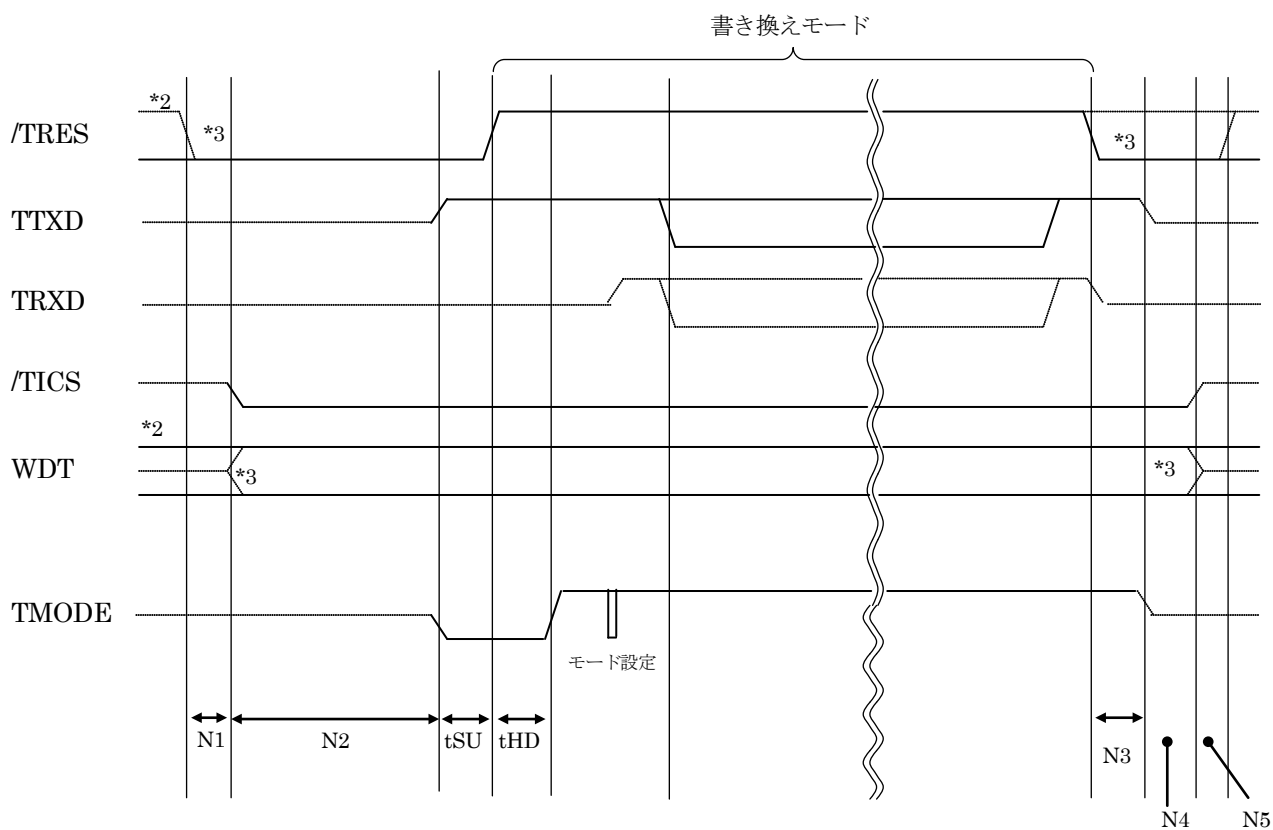 書き換えモード
*2
/TRES
*3
*3
TTXD
TRXD
/TICS
*2
WDT
*3
*3
TMODE
モード設定
N1
N2
tSU
tHD
N3
N4
N5